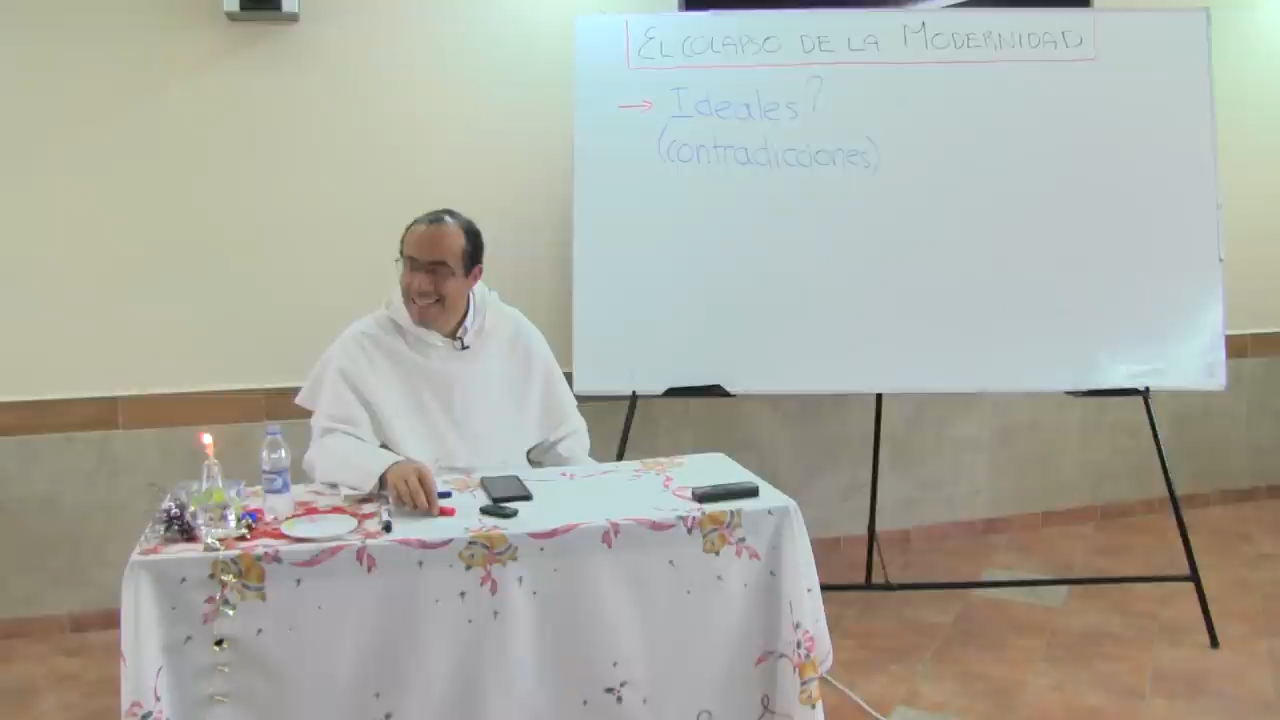 EL COLAPSO DE LA MODERNIDAD
→ Ideales?
(contradicciones)